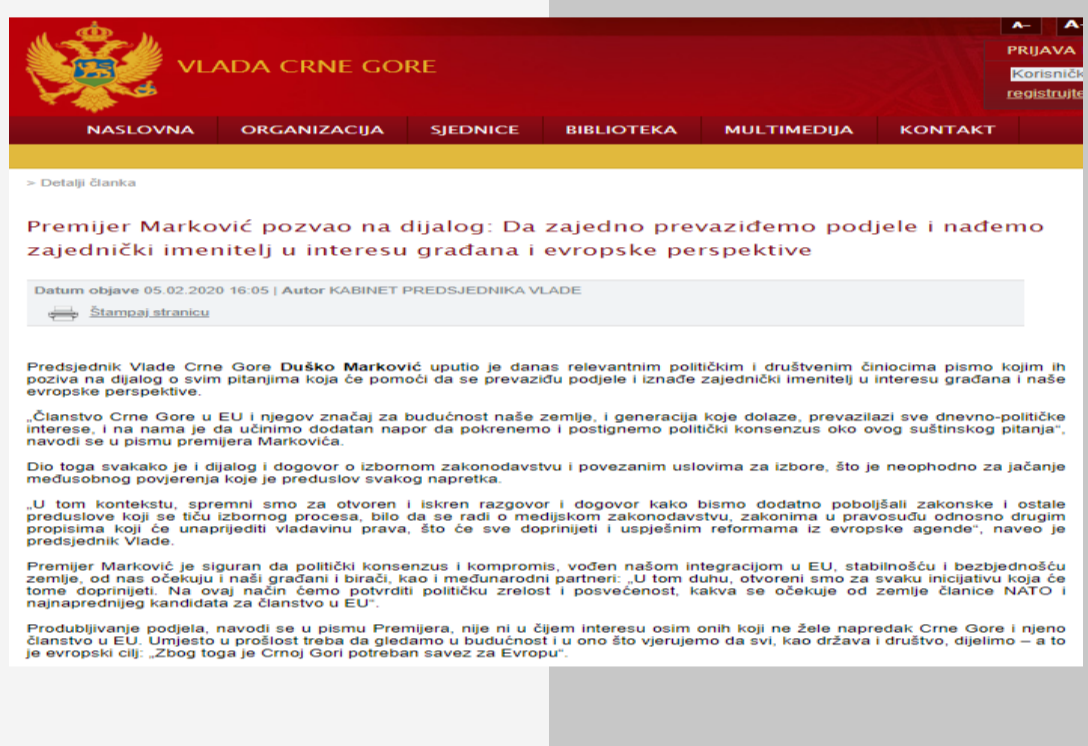 A–
A
PRIJAVA
VLADA CRNE GORE
Korisničk
registrujte
NASLOVNA ORGANIZACIJA SJEDNICE BIBLIOTEKA MULTIMEDIJA KONTAKT
> Detalji članka
Premijer Marković pozvao na dijalog: Da zajedno prevaziđemo podjele i nađemo
zajednički imenitelj u interesu građana i evropske perspektive
Datum objave 05.02.2020 16:05 | Autor KABINET PREDSJEDNIKA VLADE
Štampaj stranicu
Predsjednik Vlade Crne Gore Duško Marković uputio je danas relevantnim političkim i društvenim činiocima pismo kojim ih
poziva na dijalog o svim pitanjima koja će pomoći da se prevaziđu podjele i iznađe zajednički imenitelj u interesu građana i naše
evropske perspektive.
„Članstvo Crne Gore u EU i njegov značaj za budućnost naše zemlje, i generacija koje dolaze, prevazilazi sve dnevno-političke
interese, i na nama je da učinimo dodatan napor da pokrenemo i postignemo politički konsenzus oko ovog suštinskog pitanja“,
navodi se u pismu premijera Markovića.
Dio toga svakako je i dijalog i dogovor o izbornom zakonodavstvu i povezanim uslovima za izbore, što je neophodno za jačanje
međusobnog povjerenja koje je preduslov svakog napretka.
„U tom kontekstu, spremni smo za otvoren i iskren razgovor i dogovor kako bismo dodatno poboljšali zakonske i ostale
preduslove koji se tiču izbornog procesa, bilo da se radi o medijskom zakonodavstvu, zakonima u pravosuđu odnosno drugim
propisima koji će unaprijediti vladavinu prava, što će sve doprinijeti i uspješnim reformama iz evropske agende“, naveo je
predsjednik Vlade.
Premijer Marković je siguran da politički konsenzus i kompromis, vođen našom integracijom u EU, stabilnošću i bezbjednošću
zemlje, od nas očekuju i naši građani i birači, kao i međunarodni partneri: „U tom duhu, otvoreni smo za svaku inicijativu koja će
tome doprinijeti. Na ovaj način ćemo potvrditi političku zrelost i posvećenost, kakva se očekuje od zemlje članice NATO i
najnaprednijeg kandidata za članstvo u EU“.
Produbljivanje podjela, navodi se u pismu Premijera, nije ni u čijem interesu osim onih koji ne žele napredak Crne Gore i njeno
članstvo u EU. Umjesto u prošlost treba da gledamo u budućnost i u ono što vjerujemo da svi, kao država i društvo, dijelimo – a to
je evropski cilj: „Zbog toga je Crnoj Gori potreban savez za Evropu“.